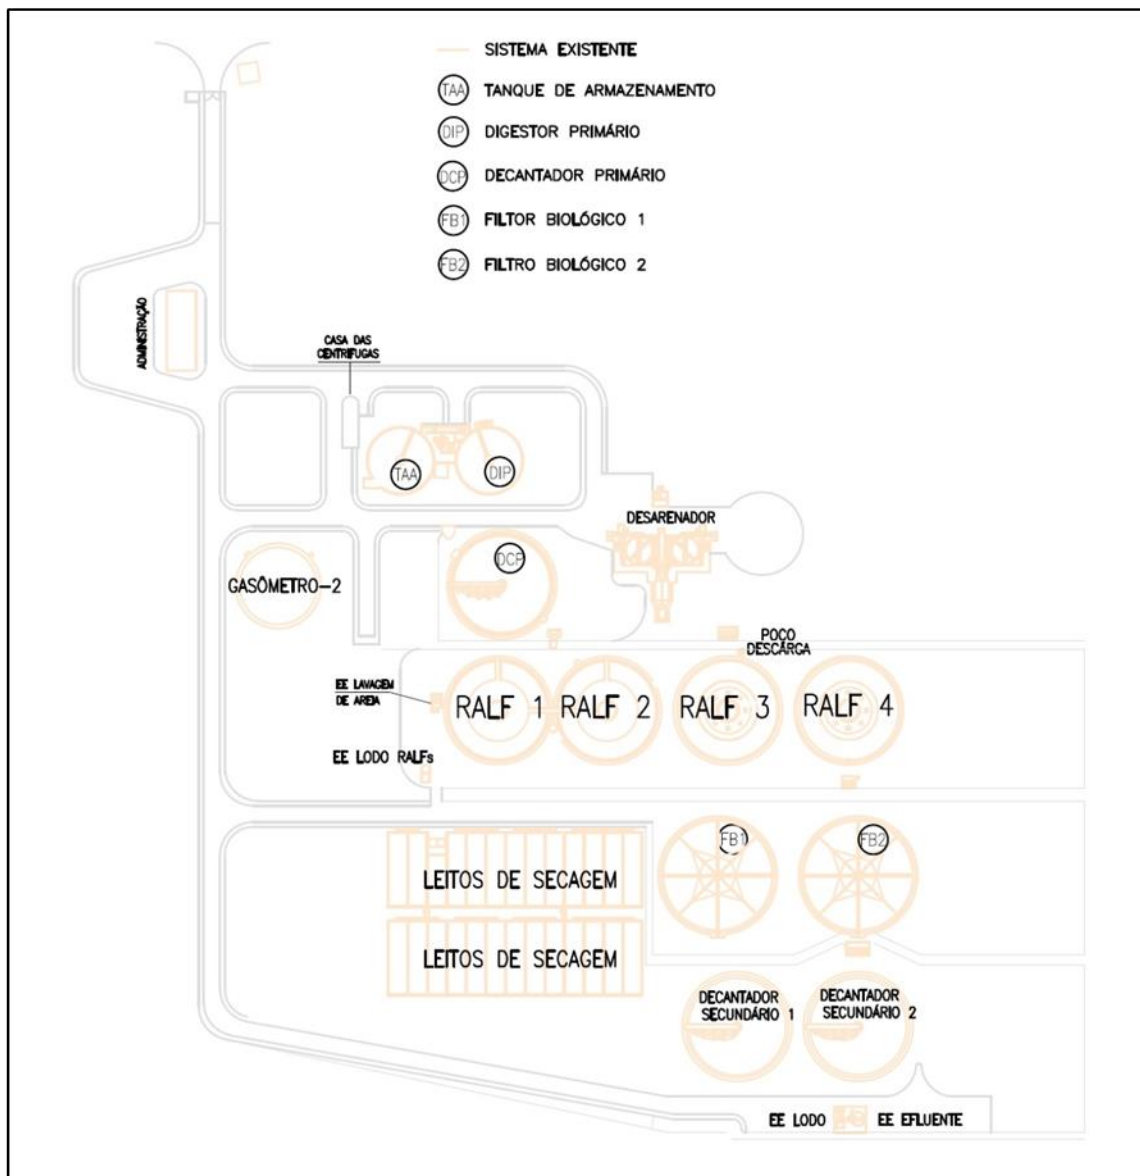 SISTEMA EXISTENTE
TAA TANQUE DE ARMAZENAMENTO
DIP DIGESTOR PRIMÁRIO
DCP DECANTADOR PRIMÁRIO
FB1 FILTOR BIOLÓGICO 1
FB2 FILTRO BIOLÓGICO 2
ADMINISTRAÇÃO
CASA DAS
CENTRIFUGAS
TAA
DIP
DESARENADOR
DCP
GASÔMETRO-2
POÇO
DESCARGA
EE LAVAGEM
DE AREIA
RALF 1
RALF 2
RALF 3
RALF 4
EE LODO RALFs
FB1
FB2
LEITOS DE SECAGEM
LEITOS DE SECAGEM
DECANTADOR
SECUNDÁRIO 1
DECANTADOR
SECUNDÁRIO 2
EE LODO
EE EFLUENTE